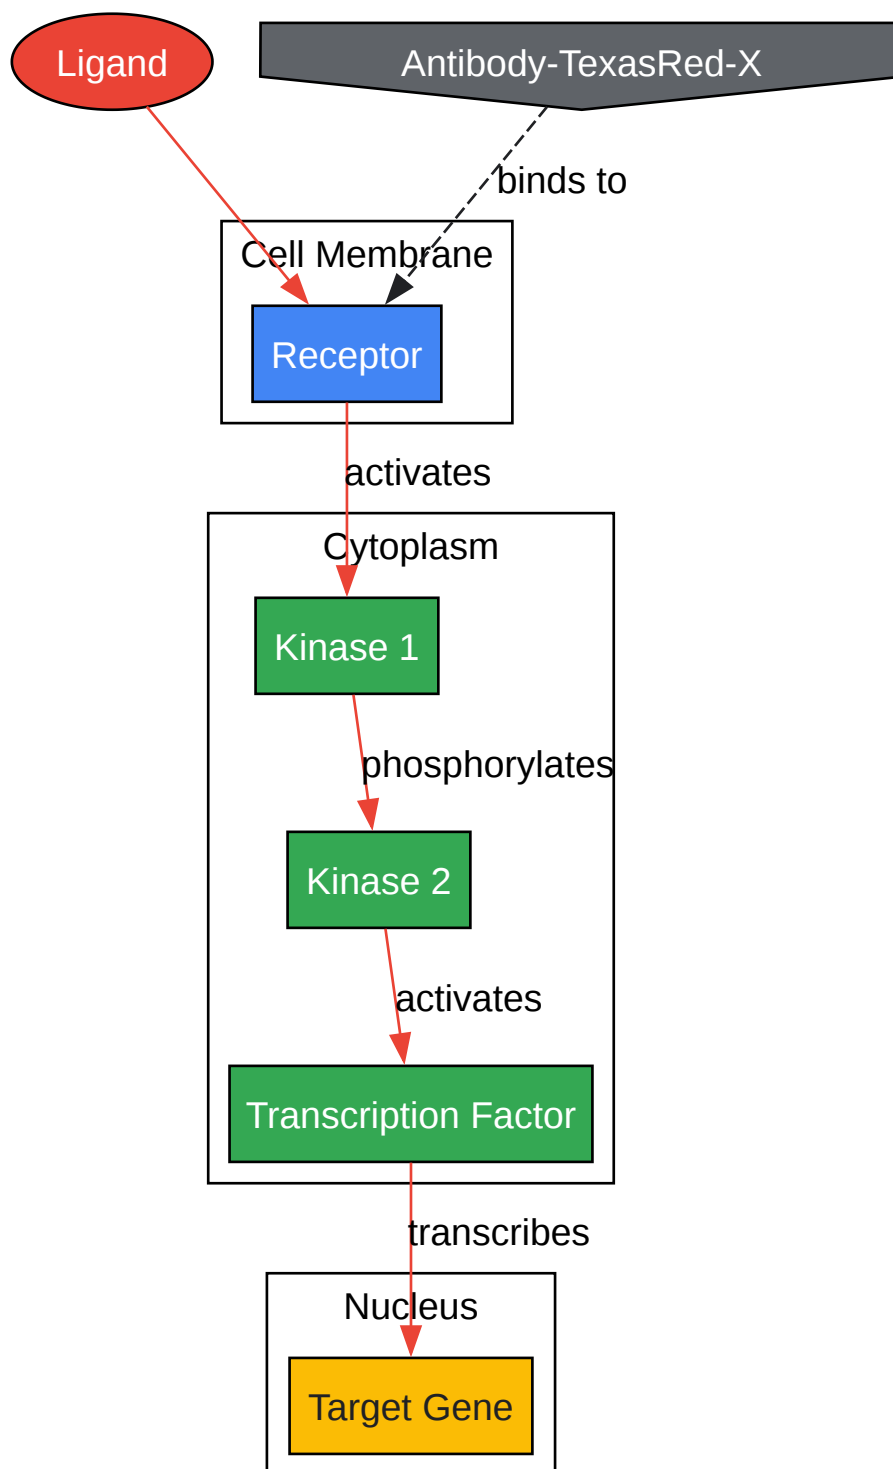 Ligand
Antibody-TexasRed-X
binds to
Cell Membrane
Receptor
activates
Cytoplasm
Kinase 1
phosphorylates
Kinase 2
activates
Transcription Factor
transcribes
Nucleus
Target Gene